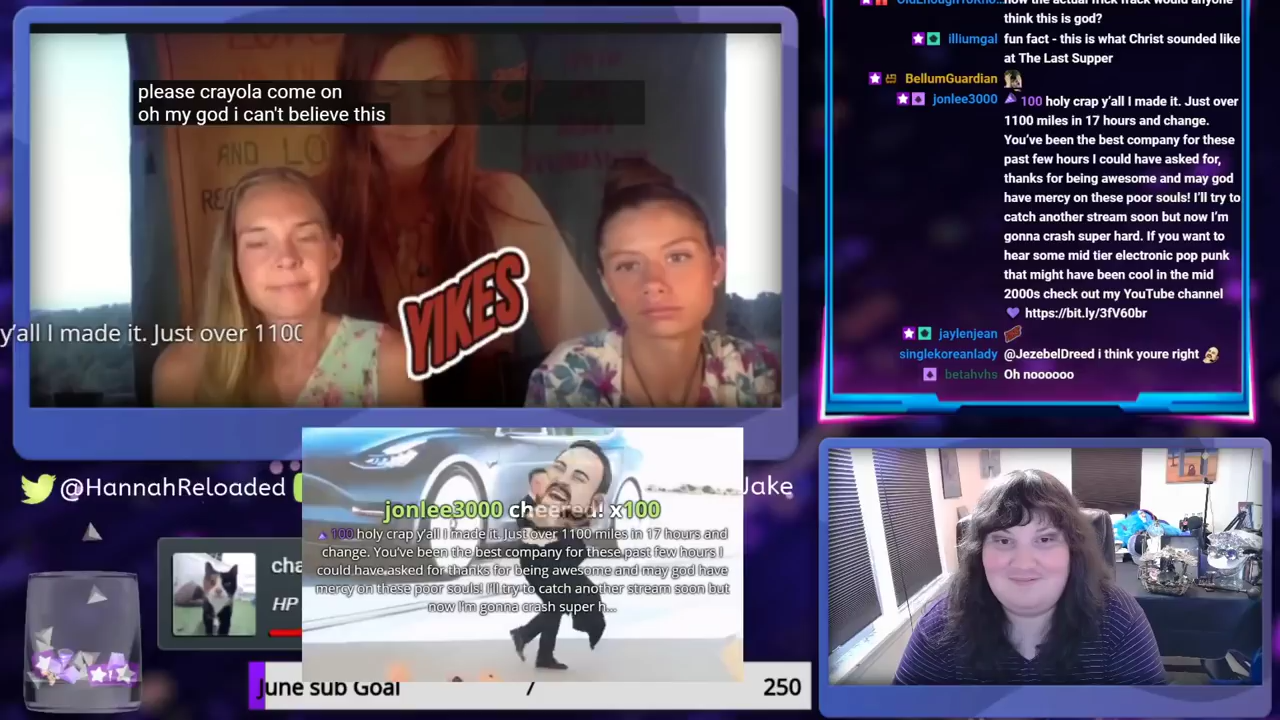 please crayola come on
oh my god i can't believe this
AND LO
YIKES
y'all I made it. Just over 110
@HannahReloaded
Jake
jonlee3000 cheered! x100
100 holy crap y'all I made it. Just over 1100 miles in 17 hours and
change. You've been the best company for these past few hours I
could have asked for, thanks for being awesome and may god have
mercy on these poor souls! I'll try to catch another stream soon but
now I'm gonna crash super h...
cha
HP
June sub Goal
/
250
think this is god?
illiumgal fun fact - this is what Christ sounded like
at The Last Supper
BellumGuardian
jonlee3000 100 holy crap y'all I made it. Just over
1100 miles in 17 hours and change.
You've been the best company for these
past few hours I could have asked for,
thanks for being awesome and may god
have mercy on these poor souls! I'll try to
catch another stream soon but now I'm
gonna crash super hard. If you want to
hear some mid tier electronic pop punk
that might have been cool in the mid
2000s check out my YouTube channel
https://bit.ly/3fV60br
jaylenjean
singlekoreanlady @JezebelDreed i think youre right
betahvhs Oh noooooo